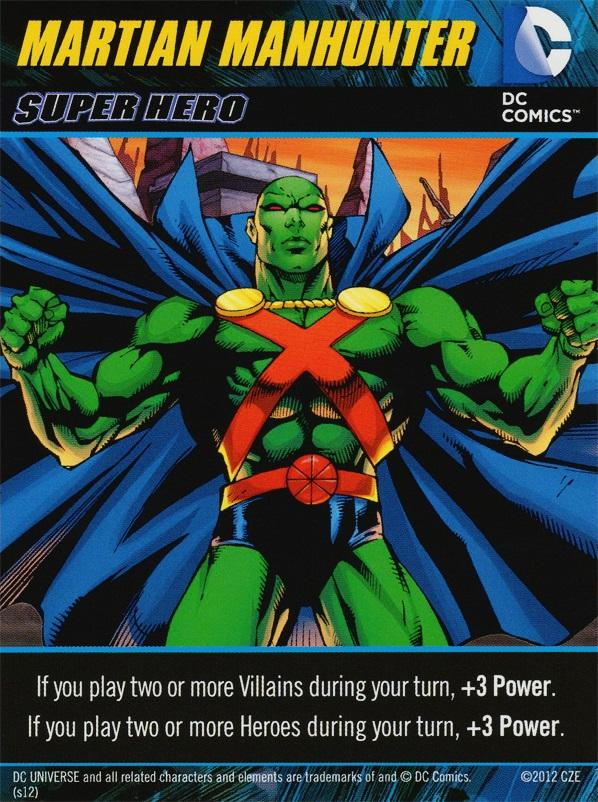 MARTIAN MANHUNTER
SUPER HERO
DC
COMICS™
If you play two or more Villains during your turn, +3 Power.
If you play two or more Heroes during your turn, +3 Power.
DC UNIVERSE and all related characters and elements are trademarks of and © DC Comics. ©2012 CZE
(s12)